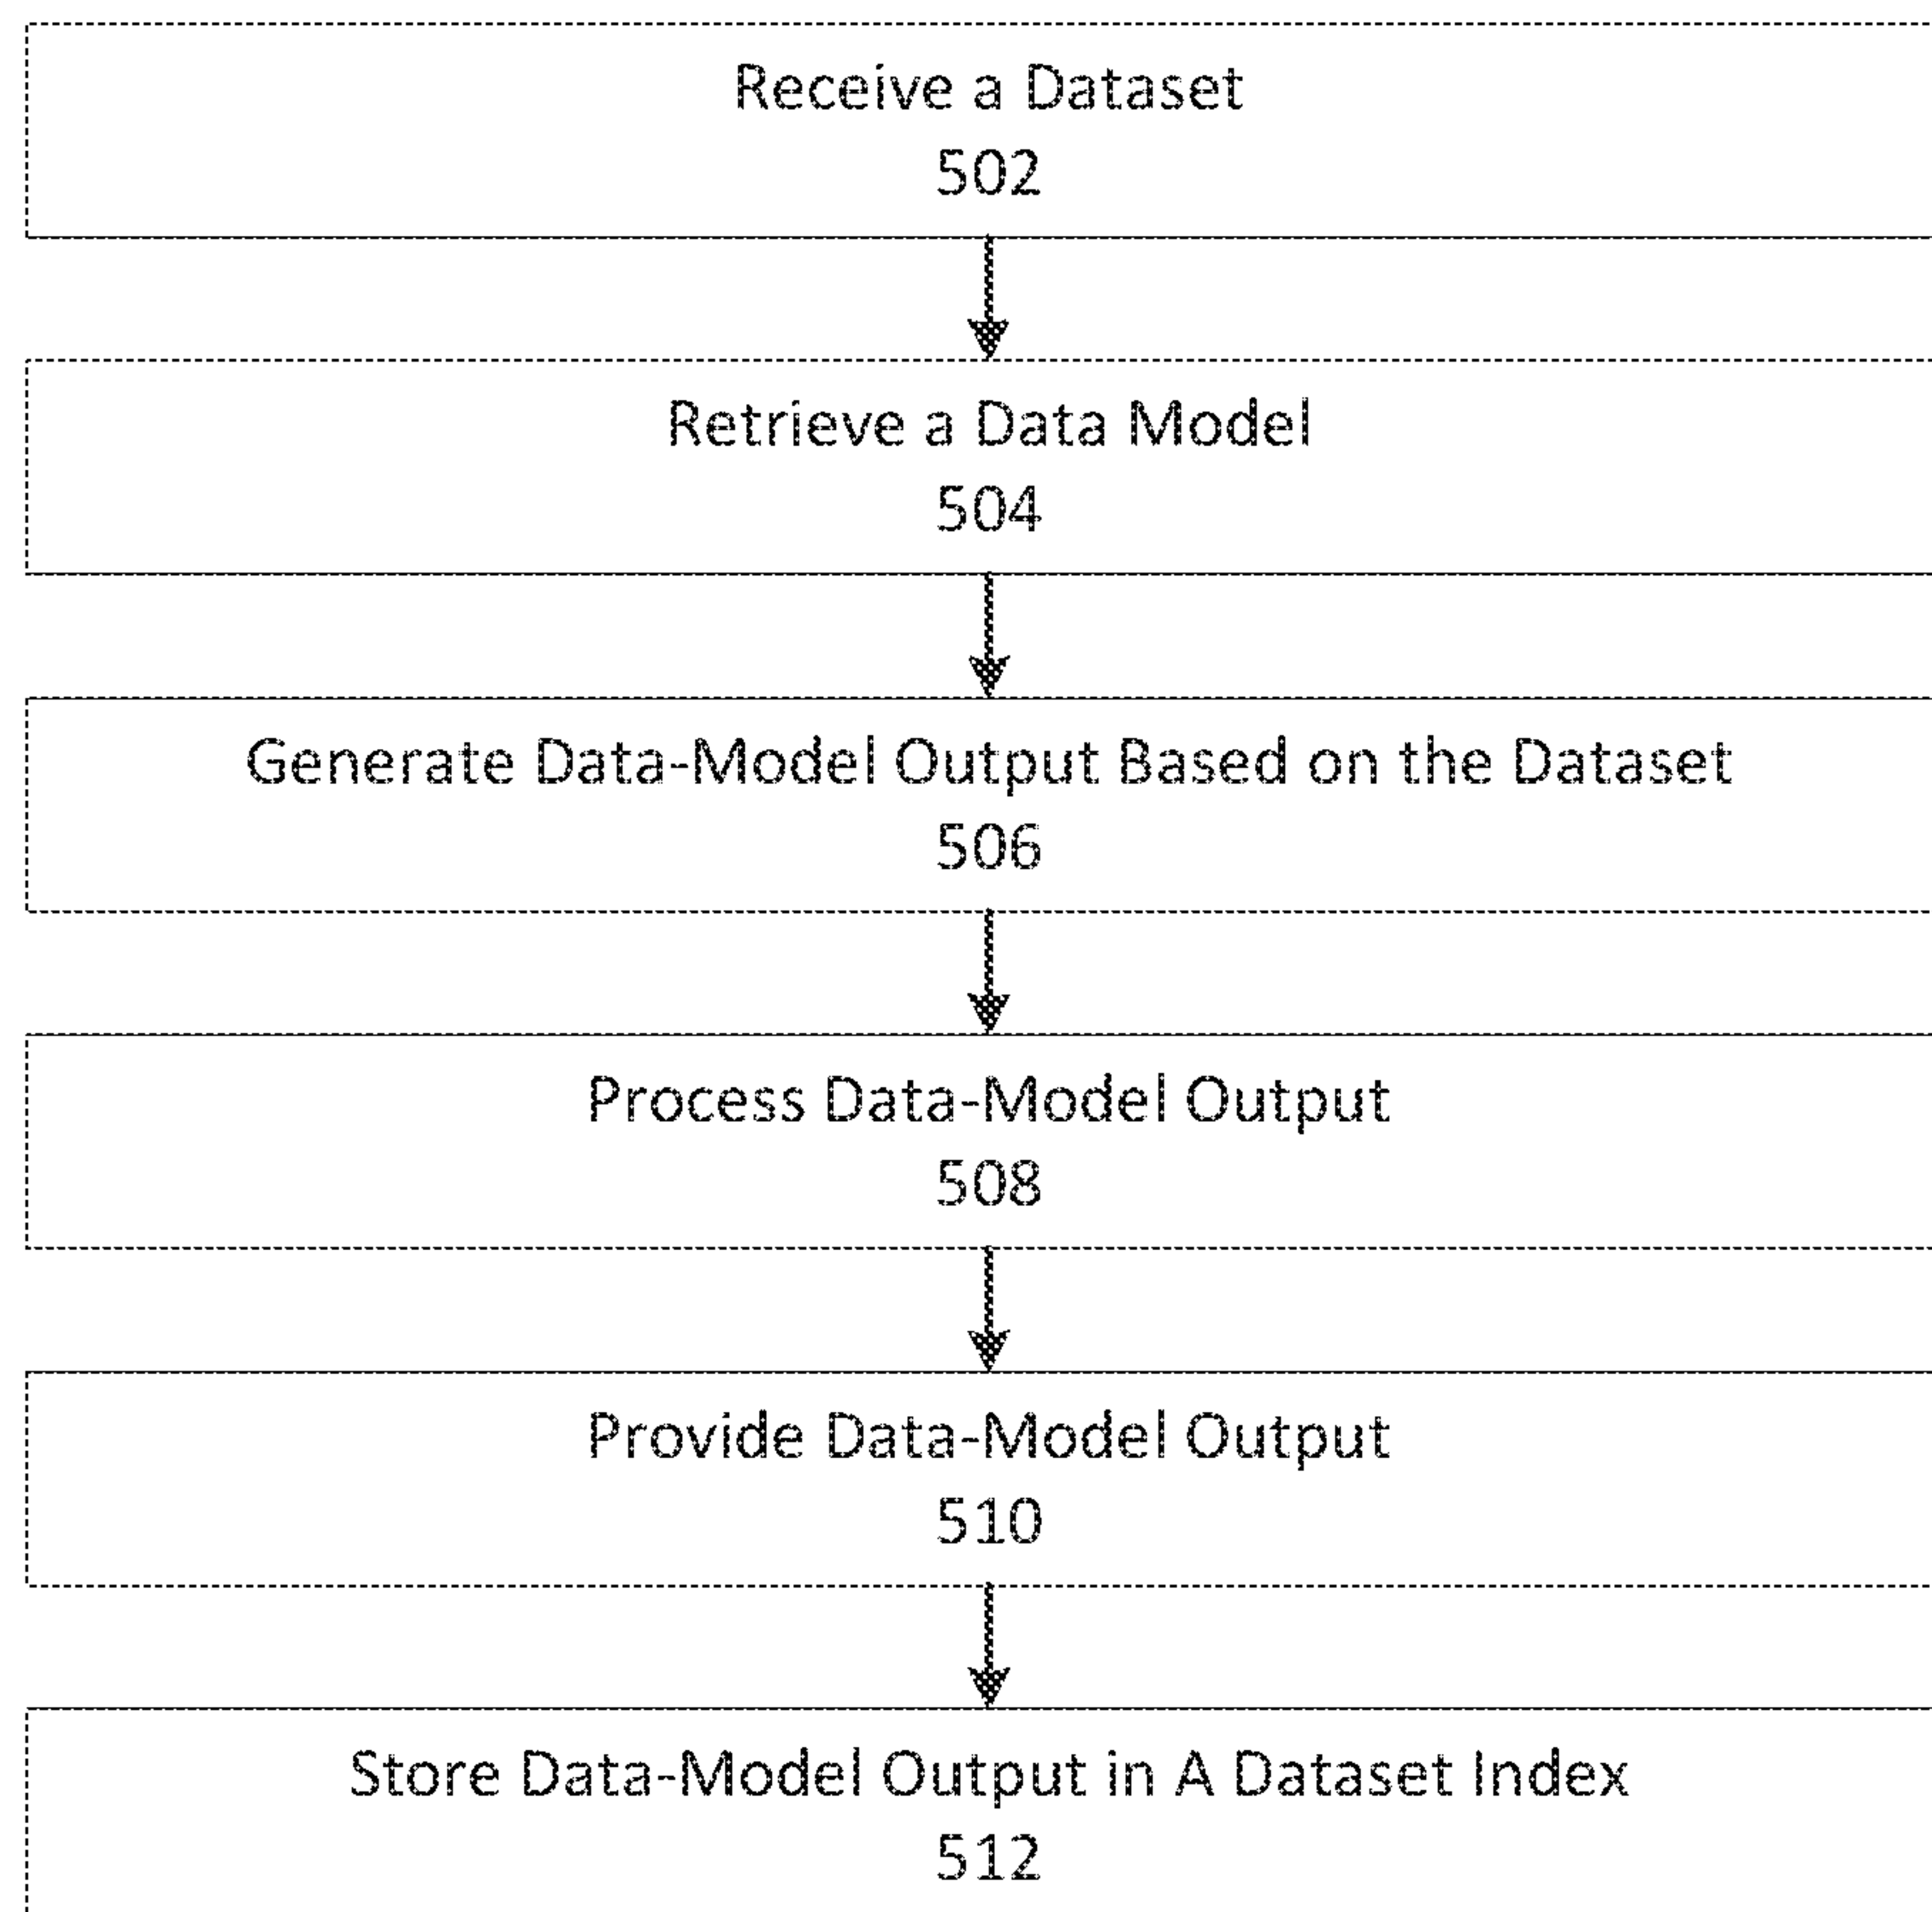 Receive a Dataset
502
Retrieve a Data Model
504
Generate Data-Model Output Based on the Dataset
506
Process Data-Model Output
508
Provide Data-Model Output
510
Store Data-Model Output in A Dataset Index
512